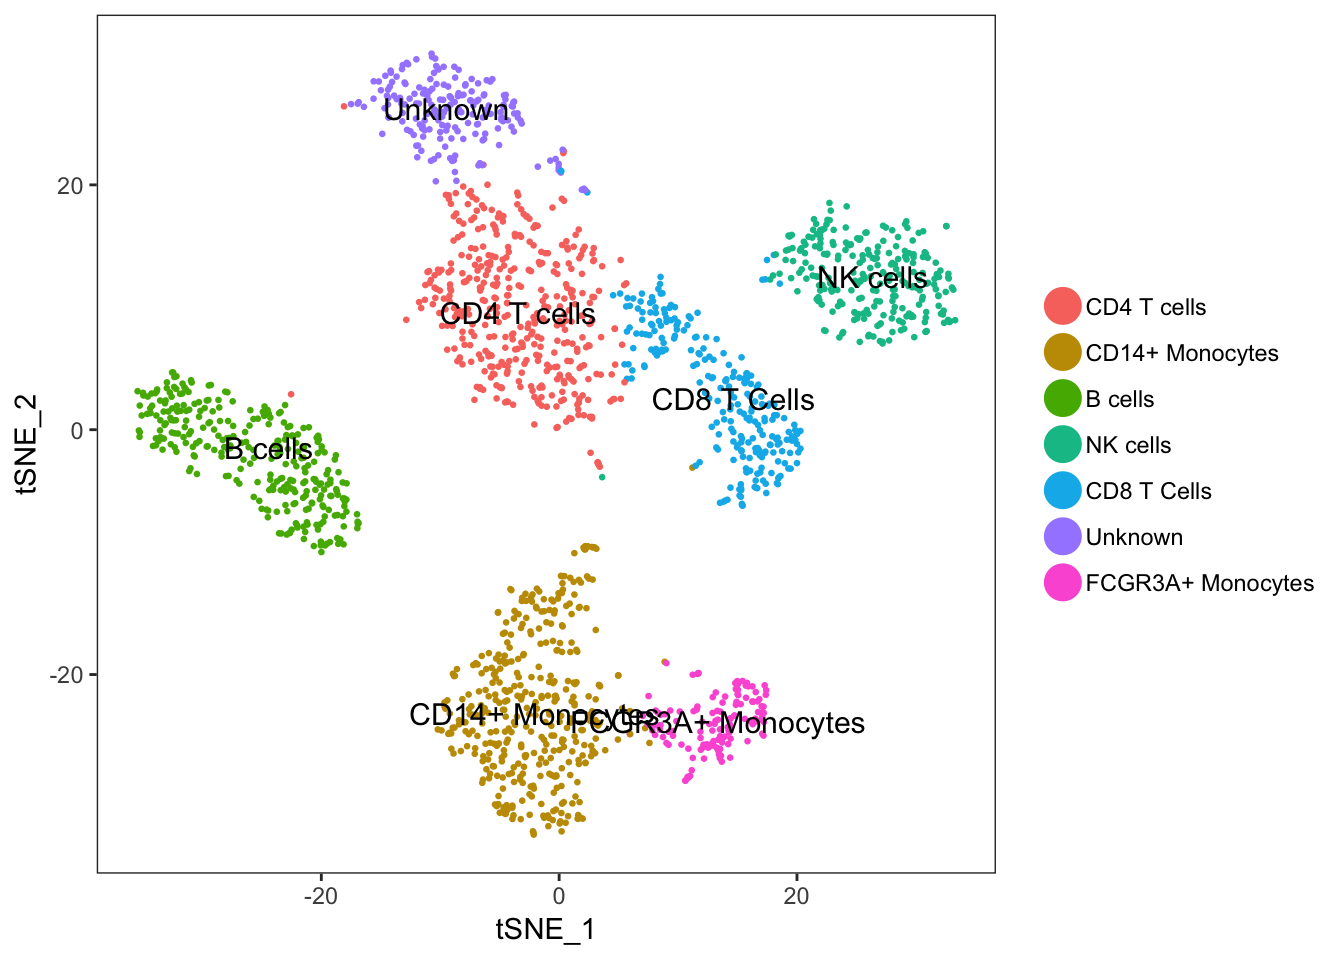 Unknown
20
NK cells
CD4 T cells
CD4 T cells
CD14+ Monocytes
CD8 T Cells
B cells
0
B cells
NK cells
tSNE_2
CD8 T Cells
Unknown
FCGR3A+ Monocytes
-20
CD14+ Monocytes
FCGR3A+ Monocytes
-20
0
20
tSNE_1